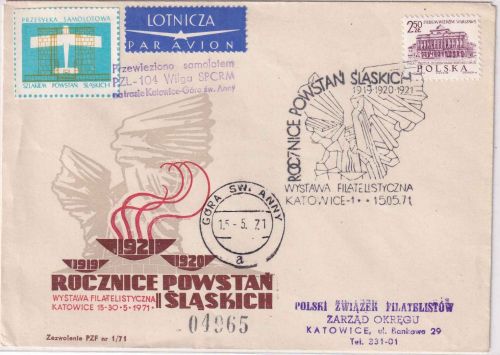 PRZESYŁKA SAMOLOTOWA
SZLAKIEM POWSTAŃ ŚLĄSKICH
LOTNICZA
PAR AVION
Przewieziono samolotem
PZL-104 Wilga SPCRM
na trasie Katowice-Góra św. Anny
2,50 ZŁ
POLSKA
ROCZNICE POWSTAŃ ŚLĄSKICH
1919·1920·1921
WYSTAWA FILATELISTYCZNA
KATOWICE-1 · · 15.05.71
GÓRA ŚW. ANNY
15.-5. 71
a
1921
1919
1920
ROCZNICE POWSTAŃ
ŚLĄSKICH
WYSTAWA FILATELISTYCZNA
KATOWICE 15-30·5·1971
04965
Zezwolenie PZF nr 1/71
POLSKI ZWIĄZEK FILATELISTÓW
ZARZĄD OKRĘGU
KATOWICE, ul. Bankowa 29
Tel. 231-01